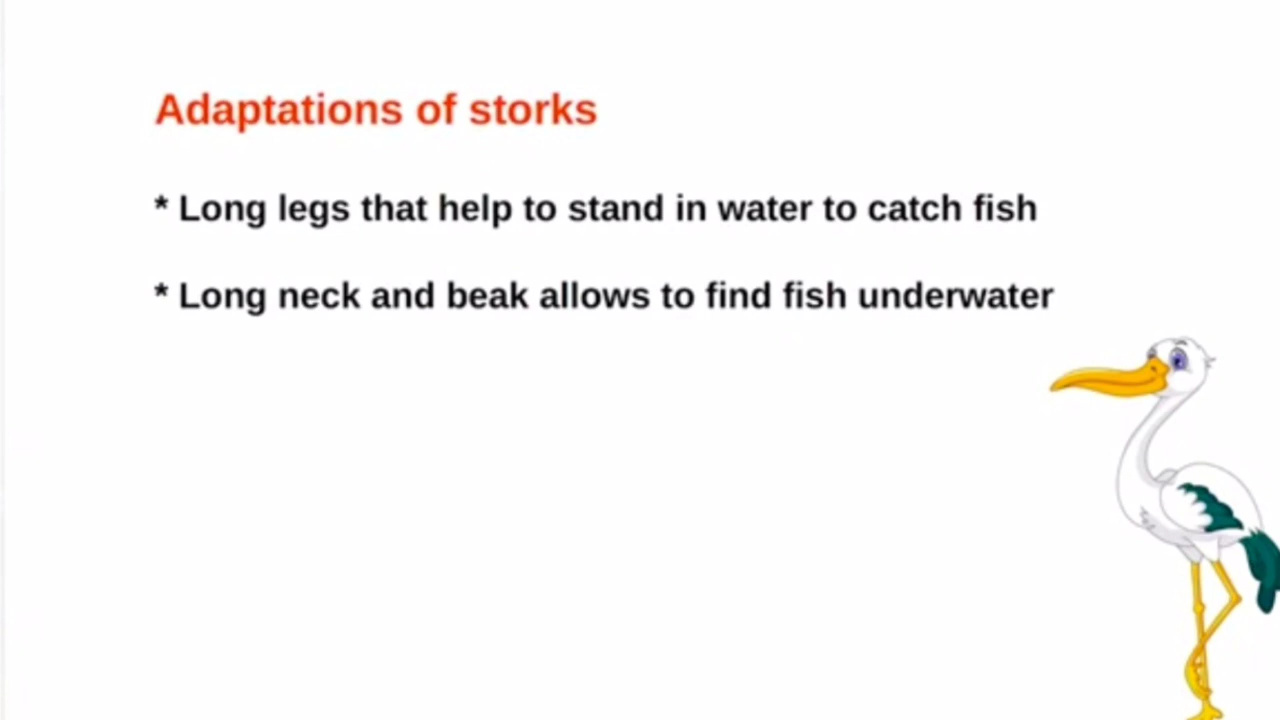 Adaptations of storks
* Long legs that help to stand in water to catch fish
* Long neck and beak allows to find fish underwater